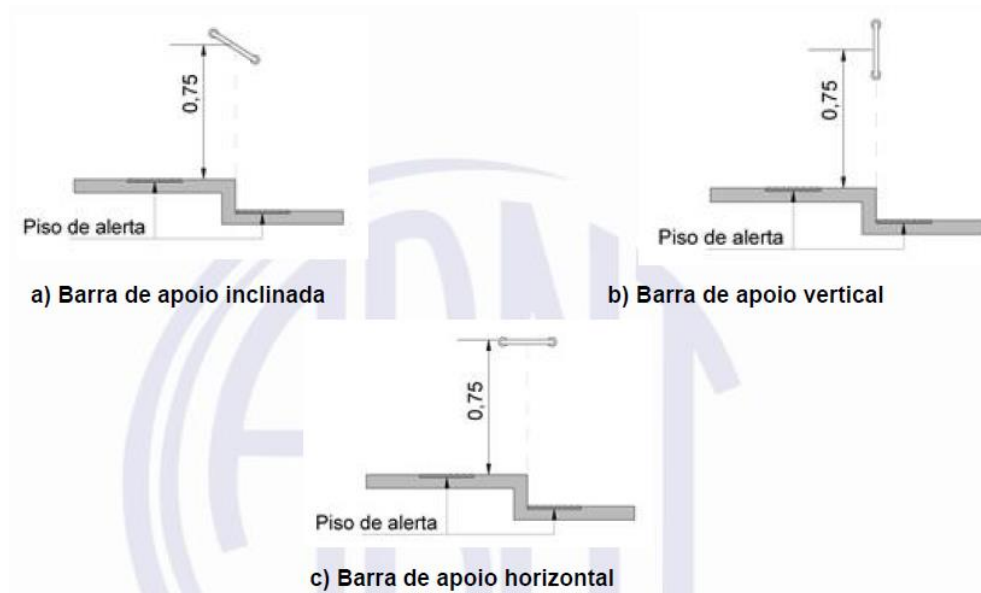 0,75
Piso de alerta
a) Barra de apoio inclinada
0,75
Piso de alerta
b) Barra de apoio vertical
0,75
Piso de alerta
c) Barra de apoio horizontal